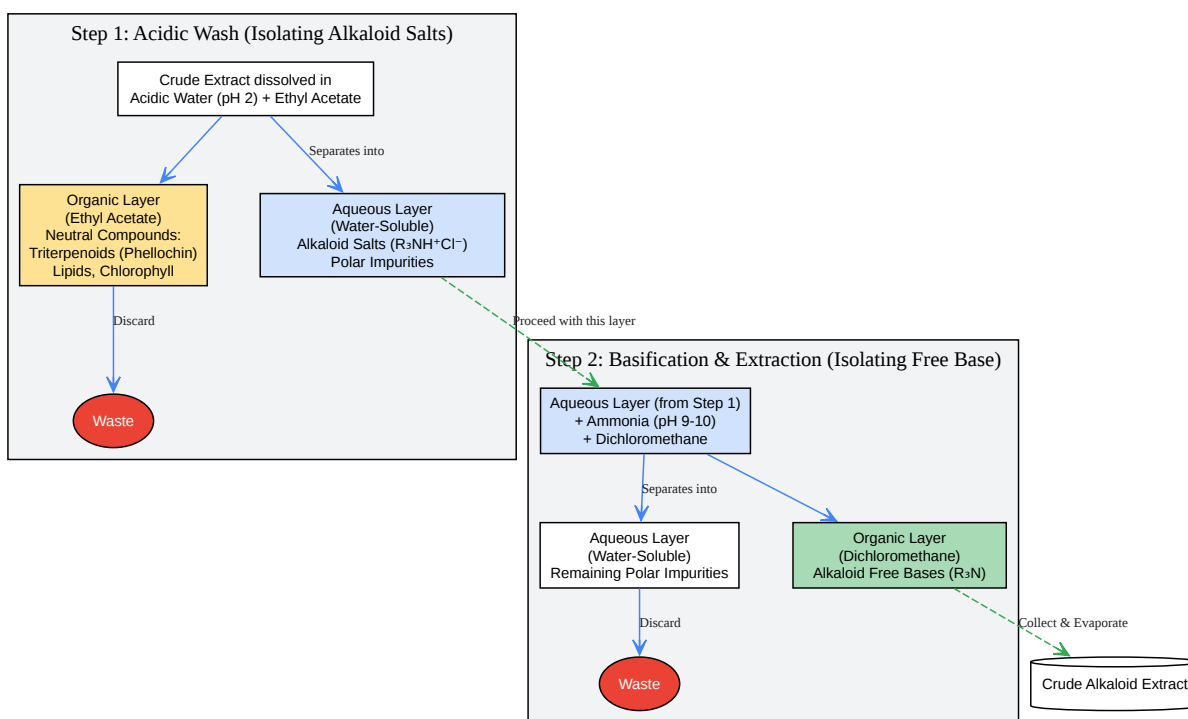 Step 1: Acidic Wash (Isolating Alkaloid Salts)
Crude Extract dissolved in
Acidic Water (pH 2) + Ethyl Acetate
Separates into
Organic Layer
(Ethyl Acetate)
Neutral Compounds:
Triterpenoids (Phellochin)
Lipids, Chlorophyll
Aqueous Layer
(Water-Soluble)
Alkaloid Salts (R₃NH⁺Cl⁻)
Polar Impurities
Discard
Proceed with this layer
Waste
Step 2: Basification & Extraction (Isolating Free Base)
Aqueous Layer (from Step 1)
+ Ammonia (pH 9-10)
+ Dichloromethane
Separates into
Aqueous Layer
(Water-Soluble)
Remaining Polar Impurities
Organic Layer
(Dichloromethane)
Alkaloid Free Bases (R₃N)
Discard
Collect & Evaporate
Waste
Crude Alkaloid Extract